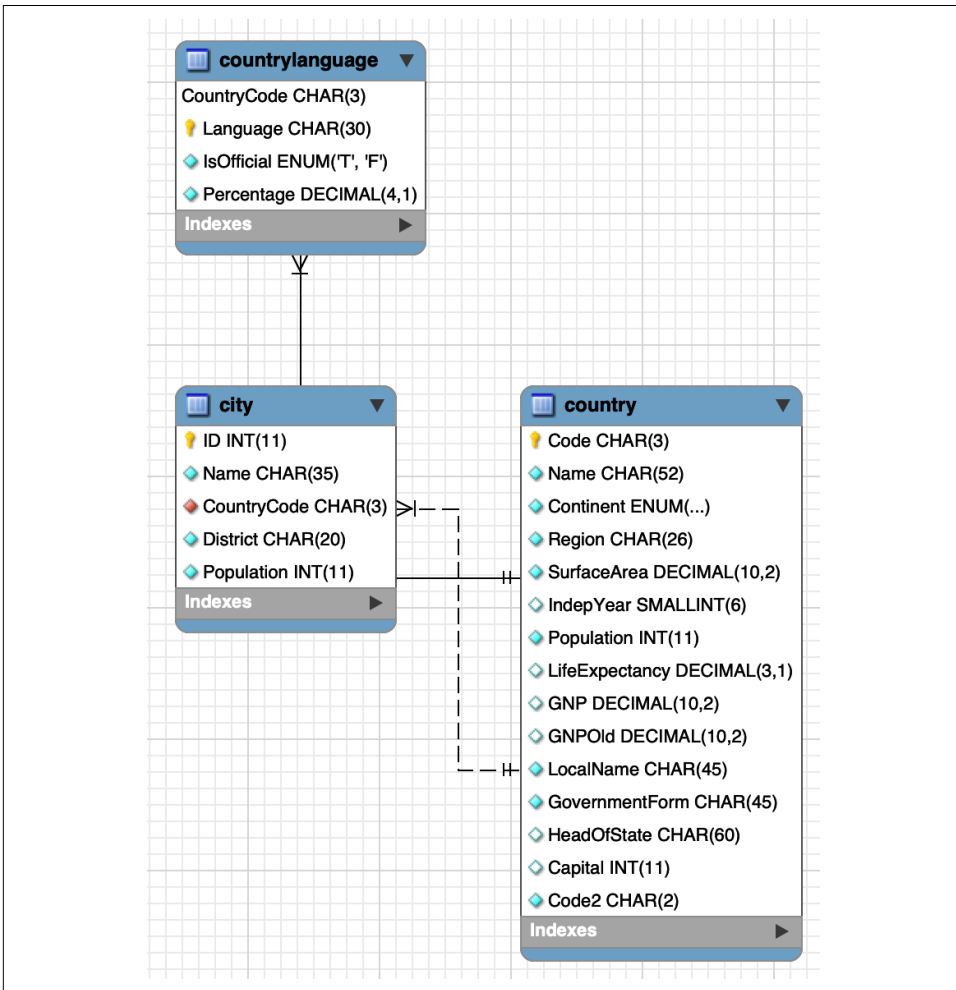 countrylanguage
CountryCode CHAR(3)
Language CHAR(30)
IsOfficial ENUM('T', 'F')
Percentage DECIMAL(4,1)
Indexes
city
ID INT(11)
Name CHAR(35)
CountryCode CHAR(3)
District CHAR(20)
Population INT(11)
Indexes
country
Code CHAR(3)
Name CHAR(52)
Continent ENUM(...)
Region CHAR(26)
SurfaceArea DECIMAL(10,2)
IndepYear SMALLINT(6)
Population INT(11)
LifeExpectancy DECIMAL(3,1)
GNP DECIMAL(10,2)
GNPOld DECIMAL(10,2)
LocalName CHAR(45)
GovernmentForm CHAR(45)
HeadOfState CHAR(60)
Capital INT(11)
Code2 CHAR(2)
Indexes